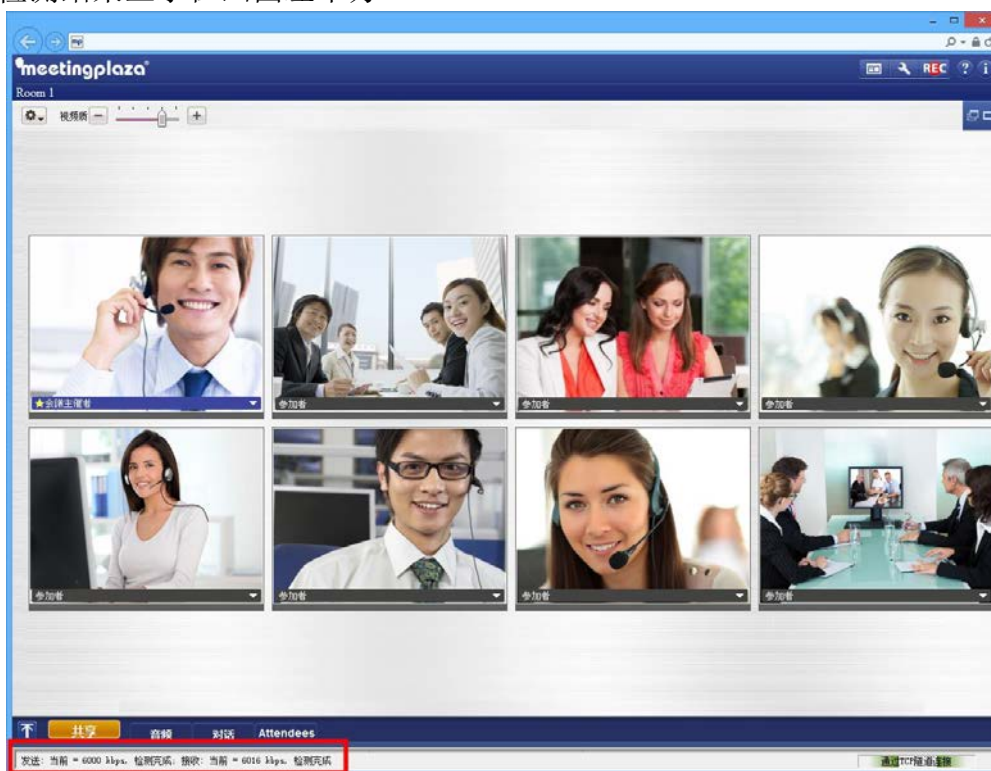 meetingplaza
REC ? i
Room 1
视频质
★会议主催者
参加者
参加者
参加者
参加者
参加者
参加者
参加者
共享 音频 对话 Attendees
发送: 当前 = 6000 kbps, 检测完成; 接收: 当前 = 6016 kbps, 检测完成
通过TCP隧道连接